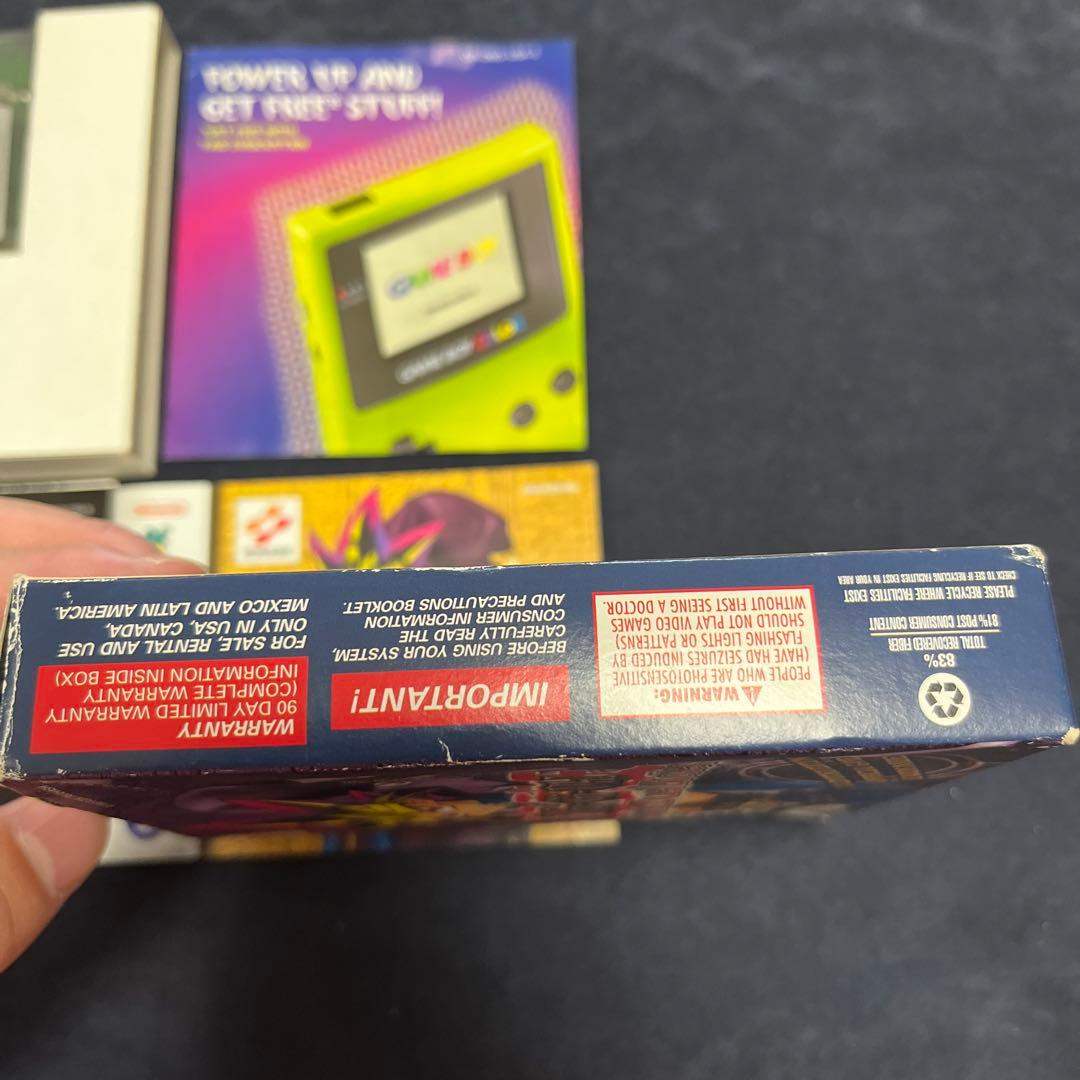 POWER UP AND
GET FREE* STUFF!
GAME BOY COLOR
KONAMI
WARRANTY
90 DAY LIMITED WARRANTY
(COMPLETE WARRANTY
INFORMATION INSIDE BOX)
FOR SALE, RENTAL AND USE
ONLY IN USA, CANADA,
MEXICO AND LATIN AMERICA.
IMPORTANT!
BEFORE USING YOUR SYSTEM,
CAREFULLY READ THE
CONSUMER INFORMATION
AND PRECAUTIONS BOOKLET.
⚠ WARNING:
PEOPLE WHO ARE PHOTOSENSITIVE
(HAVE HAD SEIZURES INDUCED BY
FLASHING LIGHTS OR PATTERNS)
SHOULD NOT PLAY VIDEO GAMES
WITHOUT FIRST SEEING A DOCTOR.
83%
TOTAL RECOVERED FIBER
81% POST CONSUMER CONTENT
PLEASE RECYCLE WHERE FACILITIES EXIST
CHECK TO SEE IF RECYCLING FACILITIES EXIST IN YOUR AREA